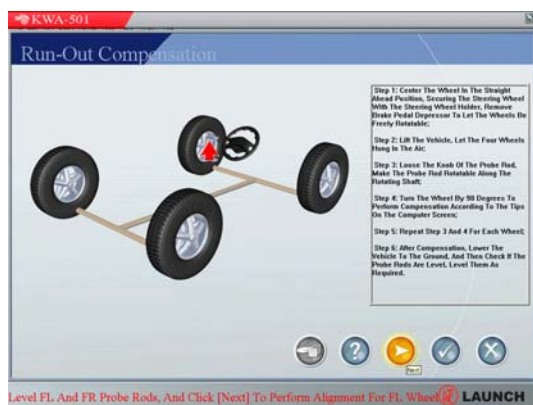 KWA-501
Run-Out Compensation
Step 1: Center The Wheel In The Straight
Ahead Position, Securing The Steering Wheel
With The Steering Wheel Holder, Remove
Brake Pedal Depressor To Let The Wheels Be
Freely Rotatable;
Step 2: Lift The Vehicle, Let The Four Wheels
Hung In The Air;
Step 3: Loose The Knob Of The Probe Rod,
Make The Probe Rod Rotatable Along The
Rotating Shaft;
Step 4: Turn The Wheel By 90 Degrees To
Perform Compensation According To The Tips
On The Computer Screen;
Step 5: Repeat Step 3 And 4 For Each Wheel;
Step 6: After Compensation, Lower The
Vehicle To The Ground, And Then Check If The
Probe Rods Are Level, Level Them As
Required.
Next
Level FL And FR Probe Rods, And Click [Next] To Perform Alignment For FL Wheel
LAUNCH